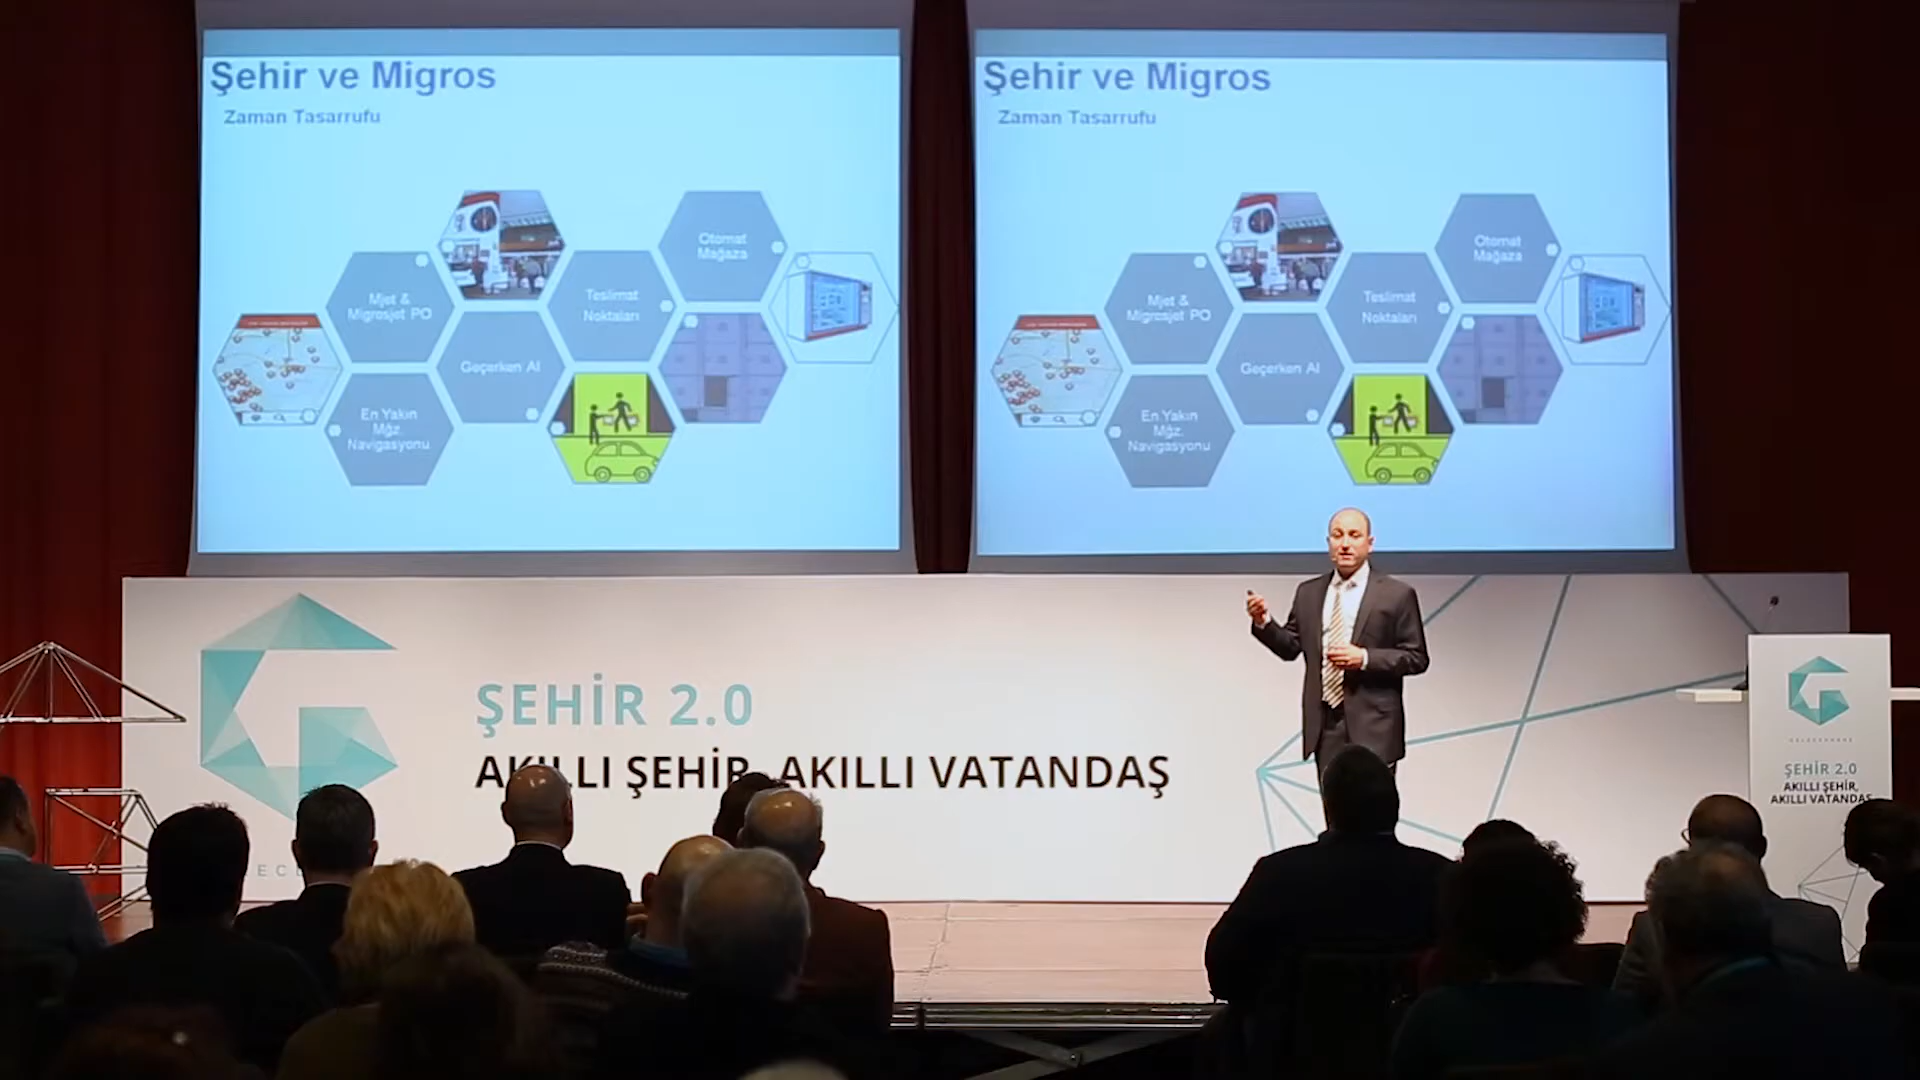 Şehir ve Migros
Zaman Tasarrufu
Otomat
Mağaza
Mjet &
Migrosjet PO
Teslimat
Noktaları
Geçerken Al
En Yakın
Mğz.
Navigasyonu
Şehir ve Migros
Zaman Tasarrufu
Otomat
Mağaza
Mjet &
Migrosjet PO
Teslimat
Noktaları
Geçerken Al
En Yakın
Mğz.
Navigasyonu
ŞEHİR 2.0
AKILLI ŞEHİR, AKILLI VATANDAŞ
ŞEHİR 2.0
AKILLI ŞEHİR,
AKILLI VATANDAŞ